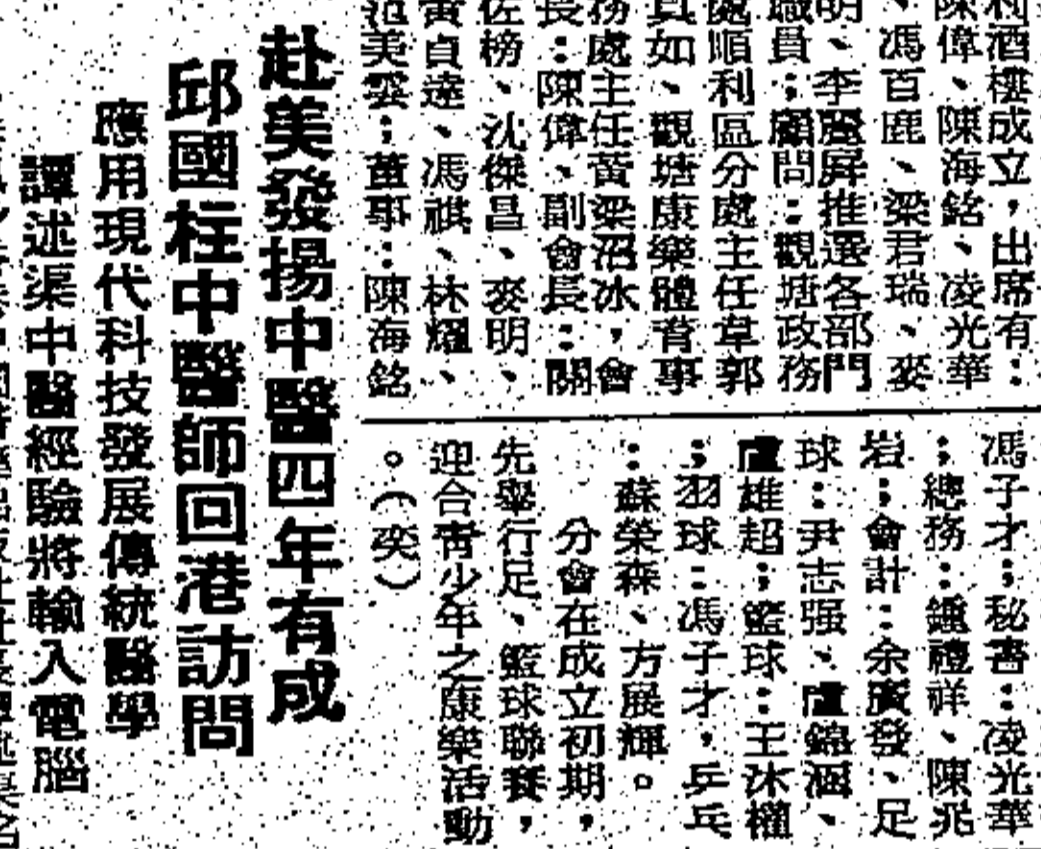 利酒樓成立，出席有：
陳偉、陳海銘、凌光華
、馮百鹿、梁君瑞、麥
明、李麗屏推選各部門
職員；顧問：觀塘政務
處順利區分處主任韋郭
真如、觀塘康樂體育事
務處主任黃梁沼冰，會
長：陳偉、副會長：關
佐榜、沈傑昌、麥明、
黃貞達、馮祺、林耀、
范美雲；董事：陳海銘
馮子才；秘書：凌光華
；總務：鍾禮祥、陳兆
岩；會計：余廣發、足
球：尹志强、盧錦涵、
盧雄超；籃球：王沐權
；羽球：馮子才，乒乓
：蘇榮森、方展輝。
分會在成立初期，
先舉行足、籃球聯賽，
迎合青少年之康樂活動
。（奕）
赴美發揚中醫四年有成
邱國柱中醫師回港訪問
應用現代科技發展傳統醫學
譚述渠中醫經驗將輸入電腦